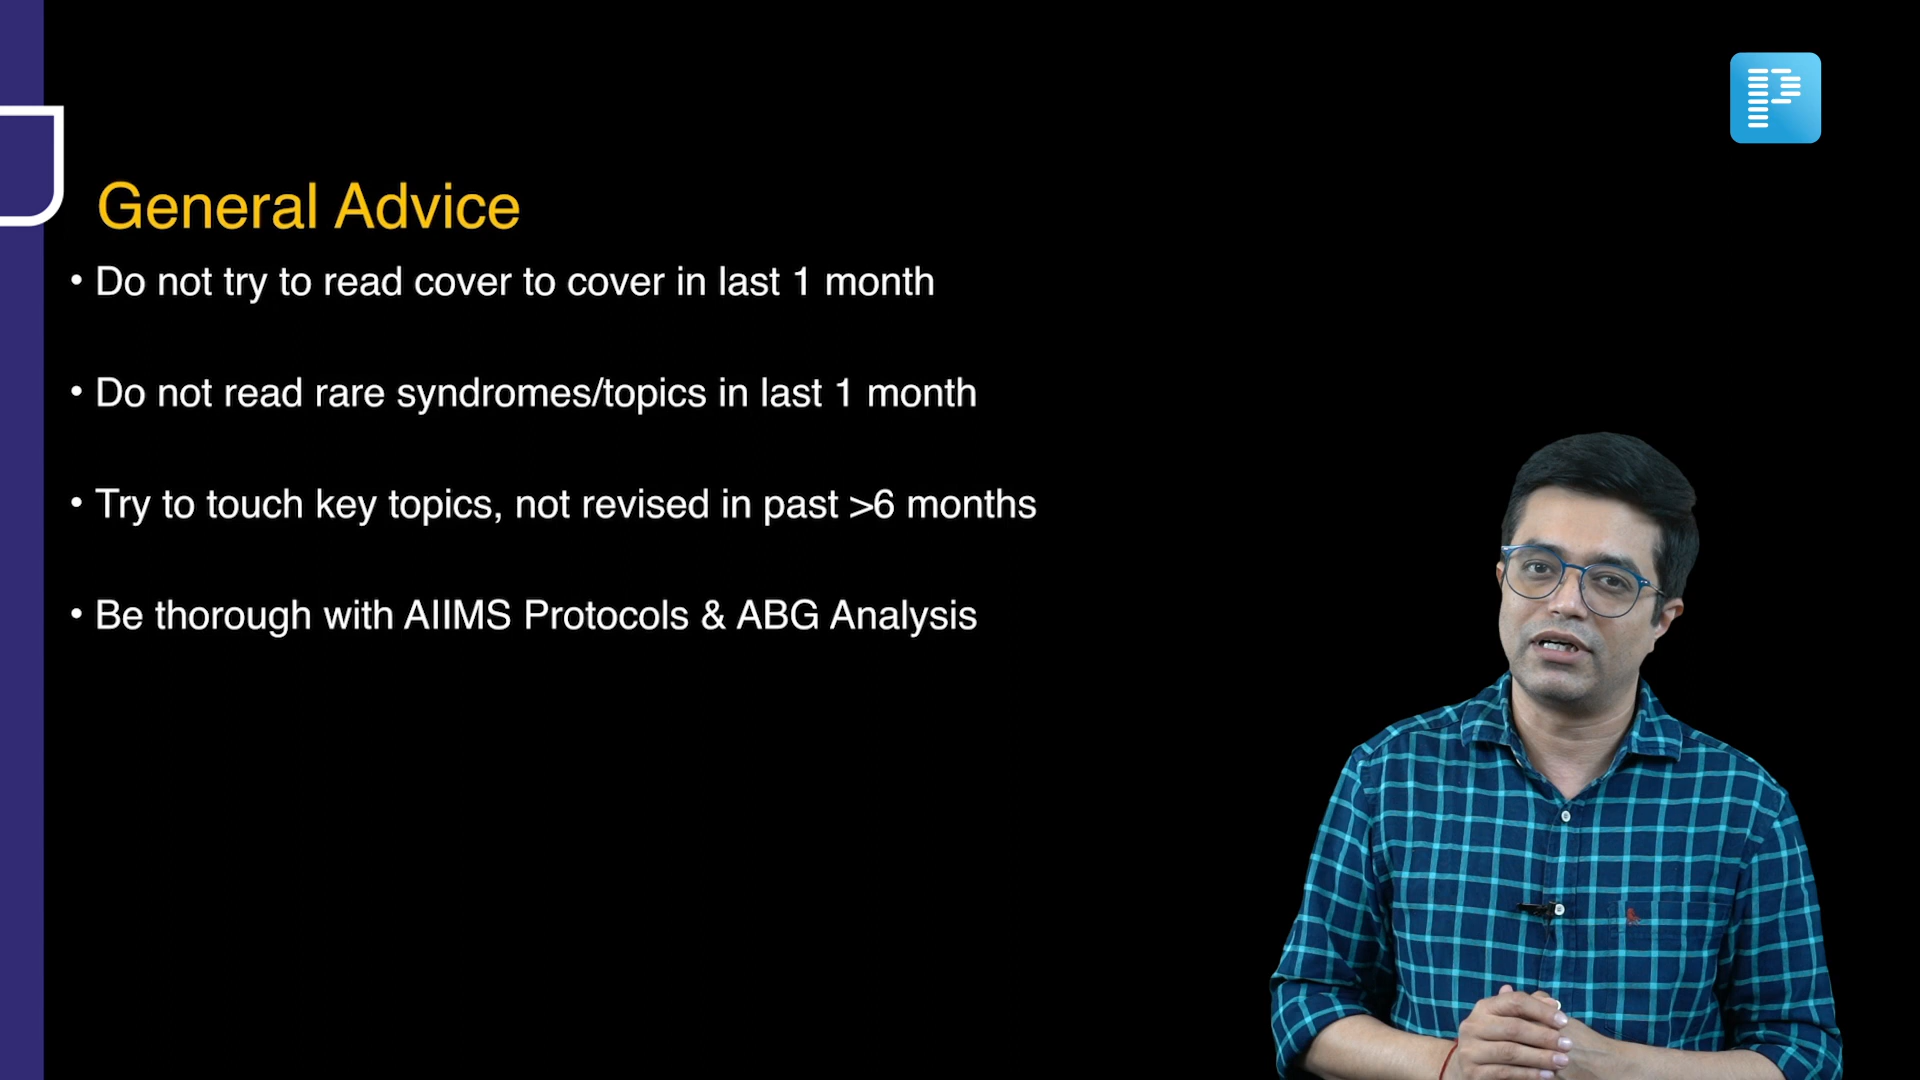 General Advice
• Do not try to read cover to cover in last 1 month
• Do not read rare syndromes/topics in last 1 month
• Try to touch key topics, not revised in past >6 months
• Be thorough with AIIMS Protocols & ABG Analysis